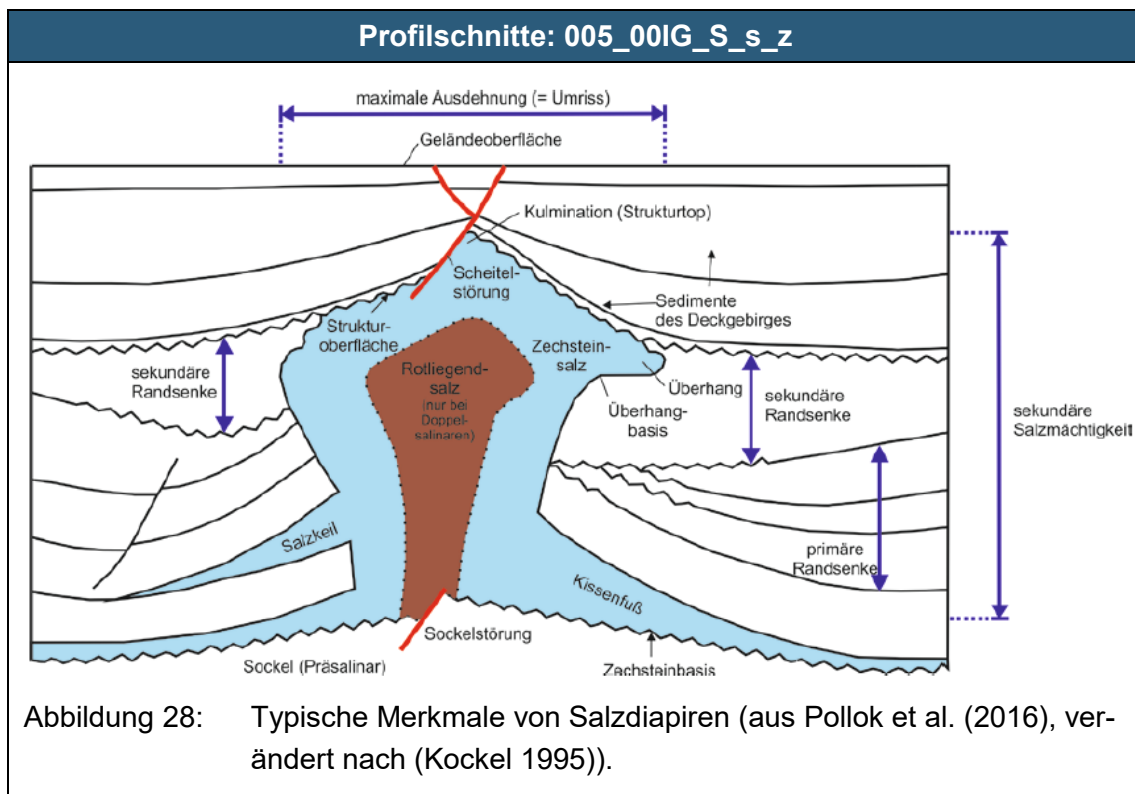 Profilschnitte: 005_00IG_S_s_z
maximale Ausdehnung (= Umriss)
Geländeoberfläche
Kulmination (Strukturtop)
Scheitel-
störung
Sedimente
des Deckgebirges
Struktur-
oberfläche
Zechstein-
salz
sekundäre
Randsenke
Rotliegend-
salz
(nur bei
Doppel-
salinaren)
Überhang
Überhang-
basis
sekundäre
Randsenke
sekundäre
Salzmächtigkeit
Salzkeil
primäre
Randsenke
Kissenfuß
Sockelstörung
Sockel (Präsalinar)
Zechsteinbasis
Abbildung 28: Typische Merkmale von Salzdiapiren (aus Pollok et al. (2016), ver-
ändert nach (Kockel 1995)).